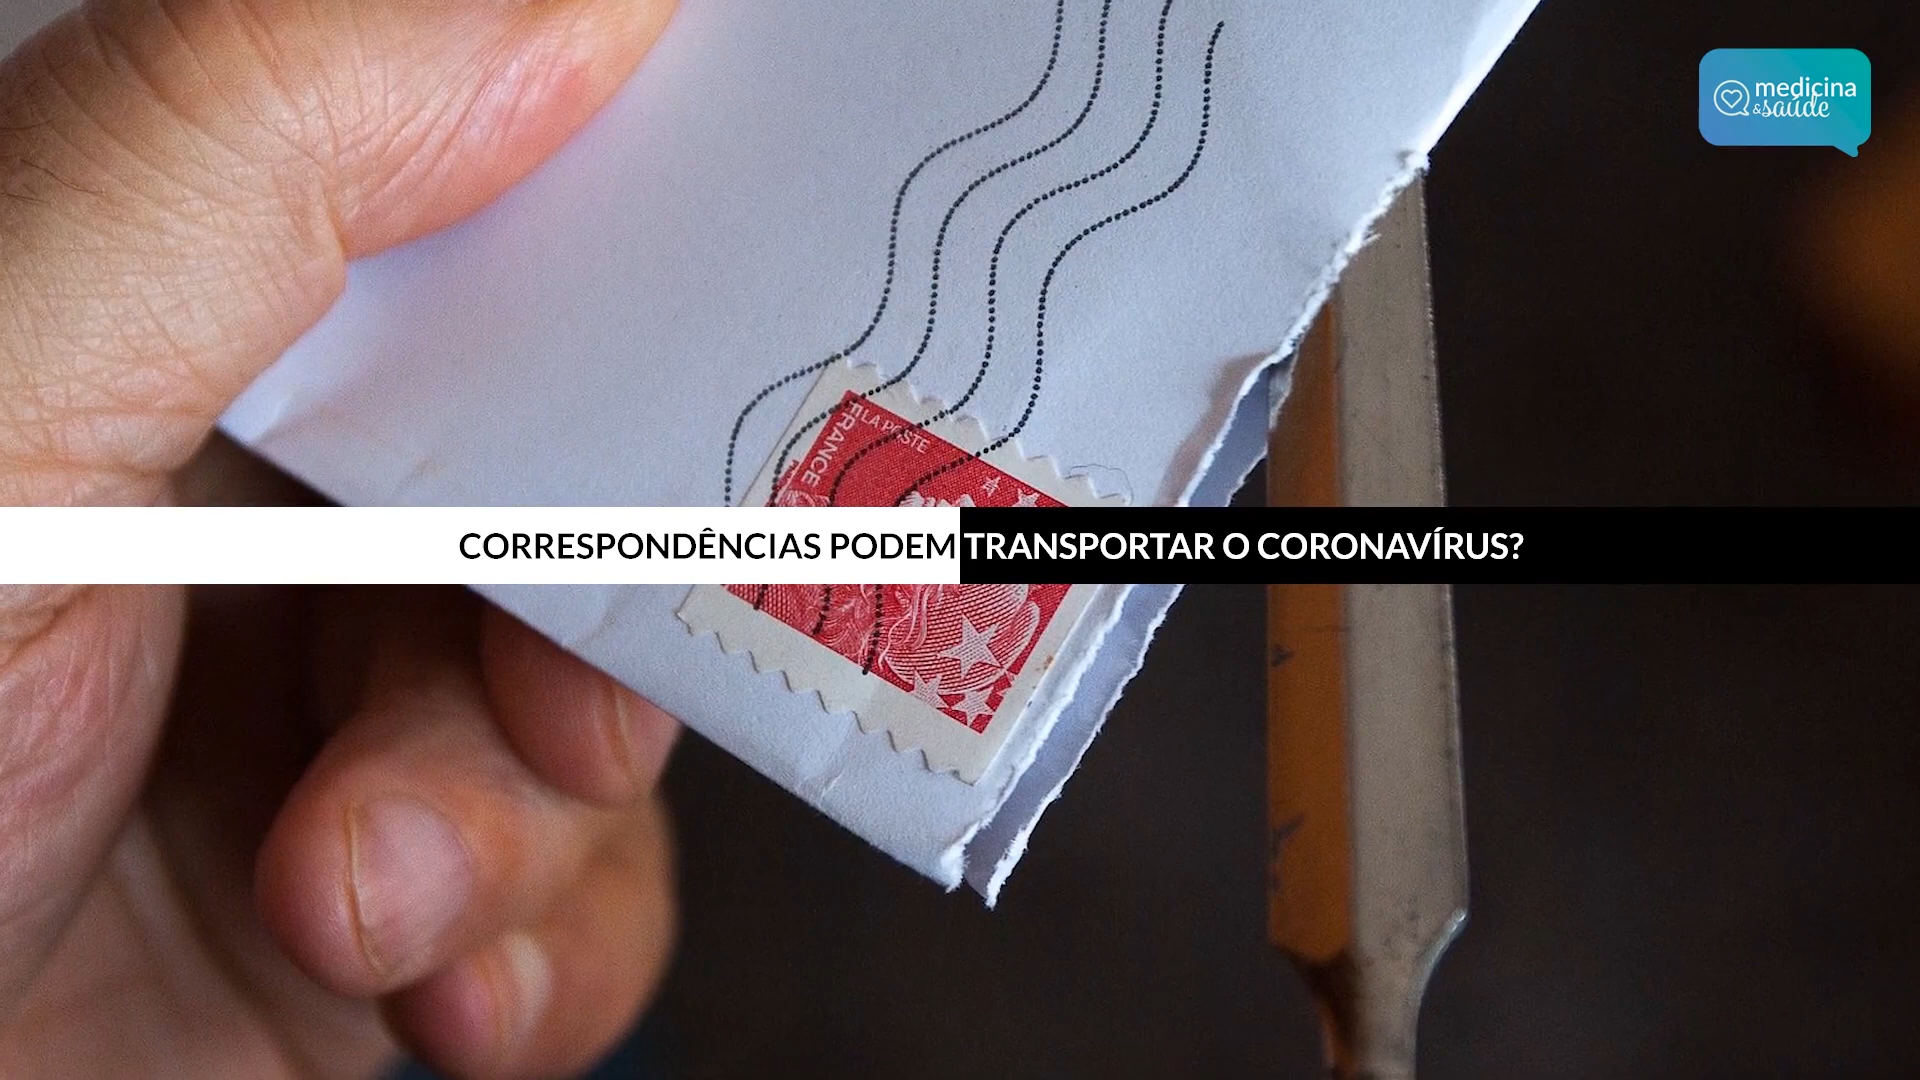 medicina
&saúde
LA POSTE
FRANCE
CORRESPONDÊNCIAS PODEM TRANSPORTAR O CORONAVÍRUS?